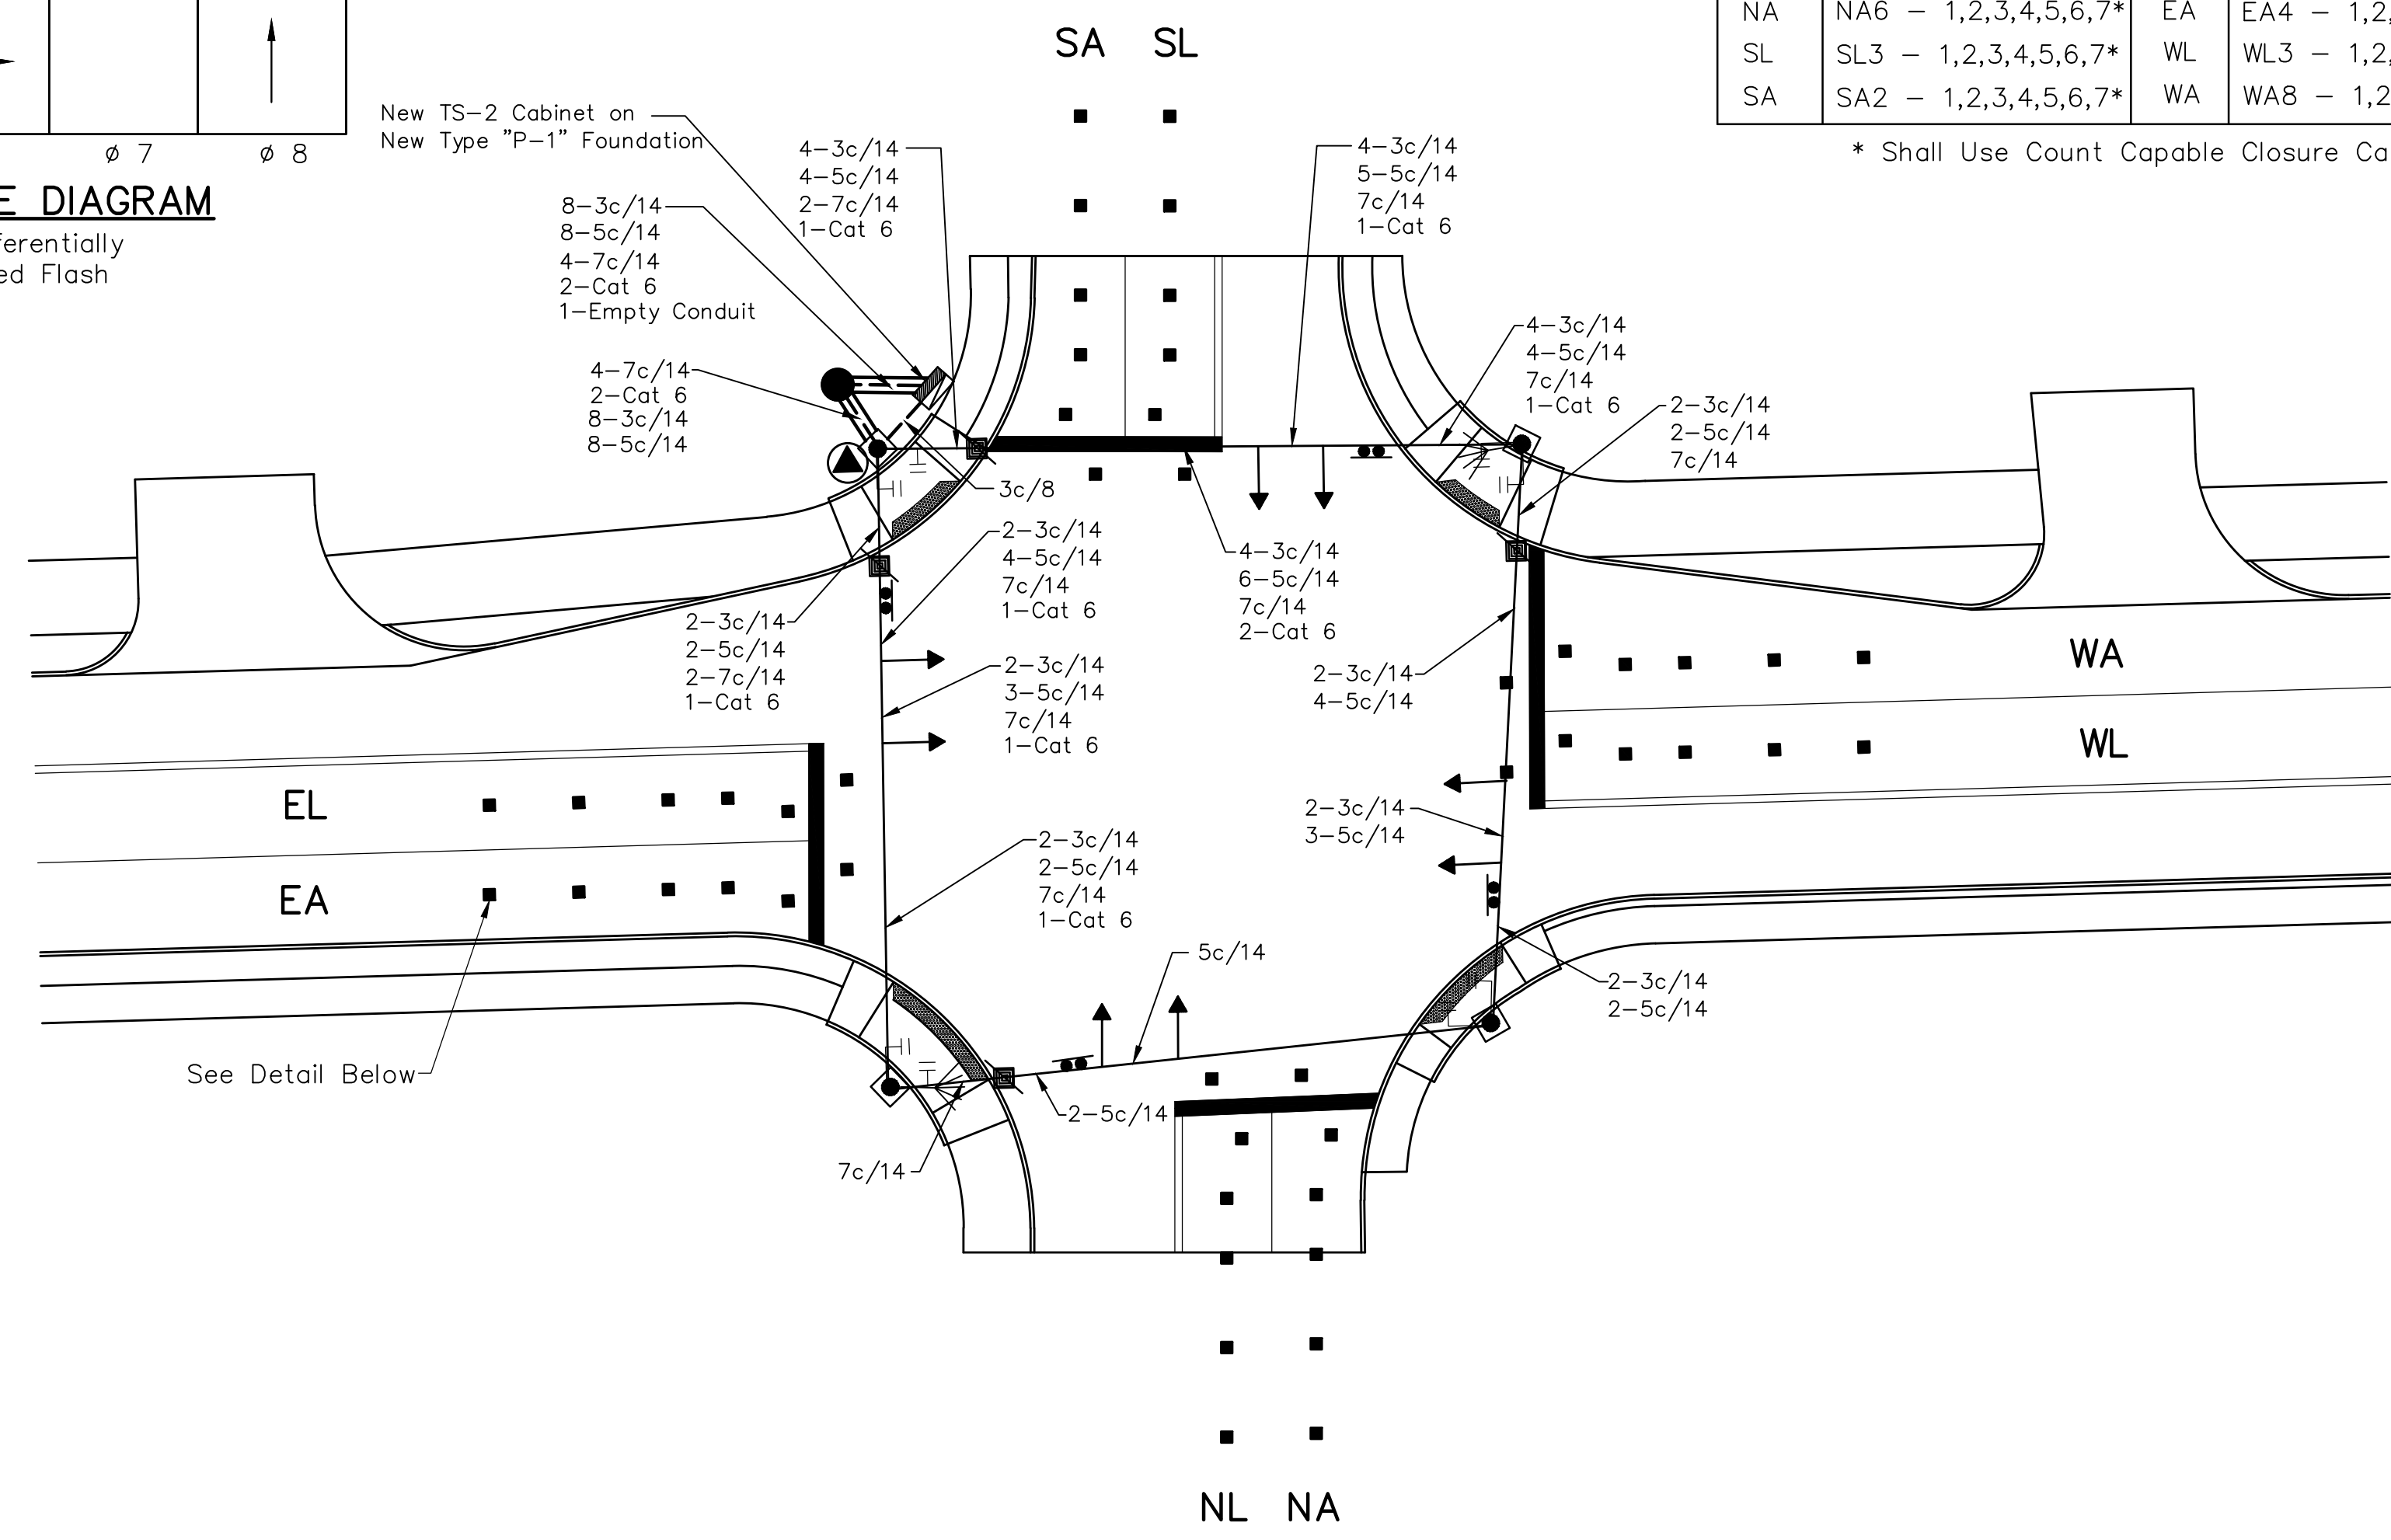 ø 7
ø 8
E DIAGRAM
ferentially
ed Flash
New TS-2 Cabinet on
New Type "P-1" Foundation
8-3c/14
8-5c/14
4-7c/14
2-Cat 6
1-Empty Conduit
4-7c/14
2-Cat 6
8-3c/14
8-5c/14
4-3c/14
4-5c/14
2-7c/14
1-Cat 6
SA SL
4-3c/14
5-5c/14
7c/14
1-Cat 6
NA NA6 - 1,2,3,4,5,6,7* EA EA4 - 1,2,
SL SL3 - 1,2,3,4,5,6,7* WL WL3 - 1,2,
SA SA2 - 1,2,3,4,5,6,7* WA WA8 - 1,2
* Shall Use Count Capable Closure Ca
4-3c/14
4-5c/14
7c/14
1-Cat 6
2-3c/14
2-5c/14
7c/14
3c/8
2-3c/14
4-5c/14
7c/14
1-Cat 6
4-3c/14
6-5c/14
7c/14
2-Cat 6
2-3c/14
2-5c/14
2-7c/14
1-Cat 6
2-3c/14
3-5c/14
7c/14
1-Cat 6
2-3c/14
4-5c/14
WA
WL
EL
EA
2-3c/14
2-5c/14
7c/14
1-Cat 6
2-3c/14
3-5c/14
5c/14
2-3c/14
2-5c/14
See Detail Below
2-5c/14
7c/14
NL NA